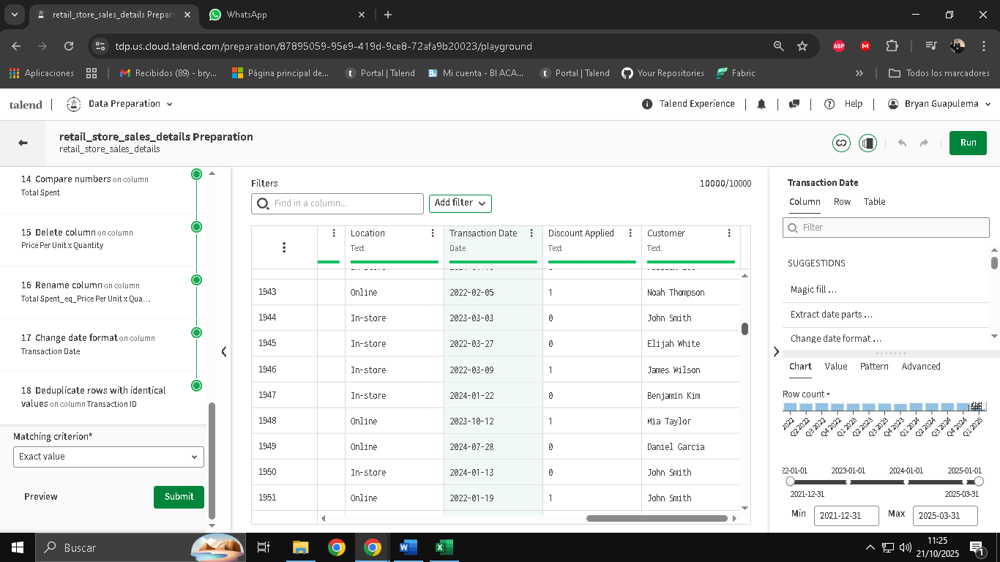 retail_store_sales_details Prepara
WhatsApp
tdp.us.cloud.talend.com/preparation/87895059-95e9-419d-9ce8-72afa9b20023/playground
ABP
M
Aplicaciones
Recibidos (89) - bry...
Página principal de...
Portal | Talend
Mi cuenta - BI ACA...
Portal | Talend
Your Repositories
Fabric
Todos los marcadores
talend
Data Preparation
Talend Experience
Help
Bryan Guapulema
retail_store_sales_details Preparation
retail_store_sales_details
Run
14 Compare numbers on column
Total Spent
15 Delete column on column
Price Per Unit x Quantity
16 Rename column on column
Total Spent_eq_Price Per Unit x Qua...
17 Change date format on column
Transaction Date
18 Deduplicate rows with identical
values on column Transaction ID
Matching criterion*
Exact value
Preview
Submit
Filters
10000/10000
Find in a column...
Add filter
Location Transaction Date Discount Applied Customer
Text Date Text Text
1943 Online 2022-02-05 1 Noah Thompson
1944 In-store 2023-03-03 0 John Smith
1945 In-store 2022-03-27 0 Elijah White
1946 In-store 2022-03-09 1 James Wilson
1947 In-store 2024-01-22 0 Benjamin Kim
1948 Online 2023-10-12 1 Mia Taylor
1949 Online 2024-07-28 0 Daniel Garcia
1950 In-store 2024-01-13 0 John Smith
1951 Online 2022-01-19 1 John Smith
Transaction Date
Column Row Table
Filter
SUGGESTIONS
Magic fill ...
Extract date parts ...
Change date format ...
Chart Value Pattern Advanced
Row count
2022 Q2 2022 Q3 2022 Q4 2022 Q1 2023 Q2 2023 Q3 2023 Q4 2023 Q1 2024 Q2 2024 Q3 2024 Q4 2024 Q1 2025
22-01-01 2023-01-01 2024-01-01 2025-01-01
2021-12-31 2025-03-31
Min 2021-12-31 Max 2025-03-31
Buscar
11:25
21/10/2025
1